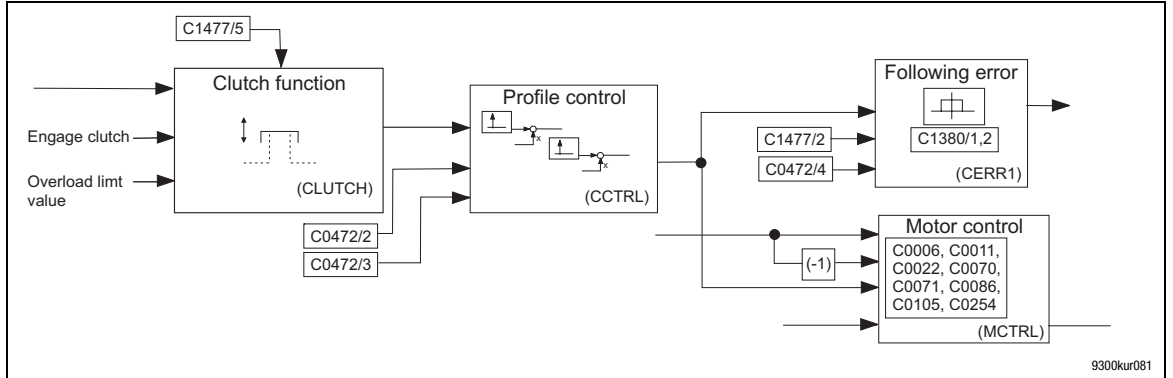 C1477/5
Clutch function
Engage clutch
Overload limt
value
(CLUTCH)
C0472/2
C0472/3
Profile control
x
x
(CCTRL)
Following error
C1380/1,2
(CERR1)
C1477/2
C0472/4
Motor control
C0006, C0011,
C0022, C0070,
C0071, C0086,
C0105, C0254
(-1)
(MCTRL)
9300kur081